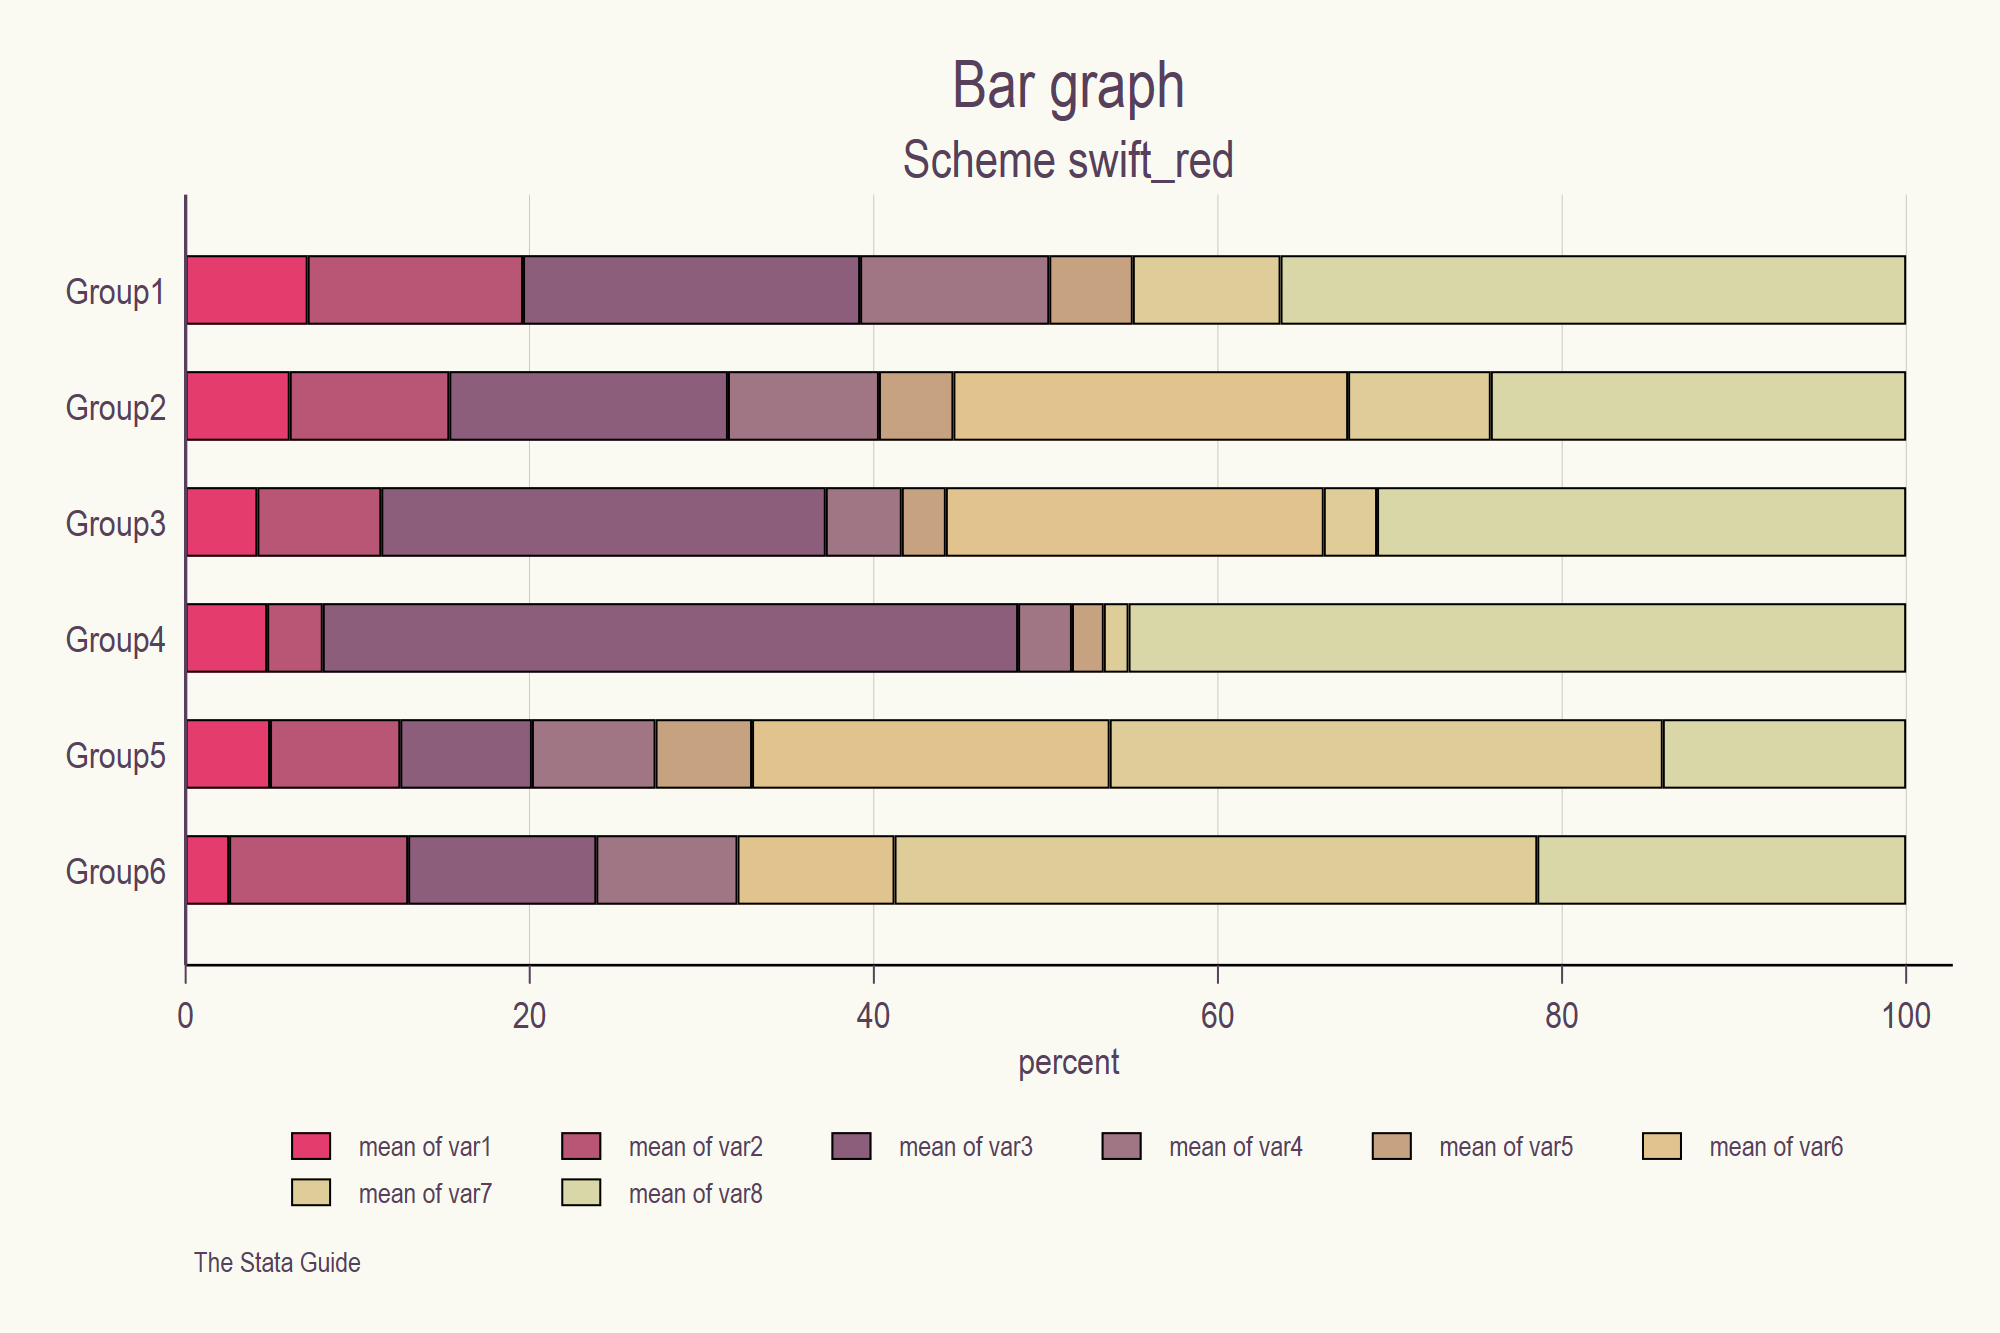 Bar graph
Scheme swift_red
Group1
Group2
Group3
Group4
Group5
Group6
0 20 40 60 80 100
percent
mean of var1 mean of var2 mean of var3 mean of var4 mean of var5 mean of var6
mean of var7 mean of var8
The Stata Guide